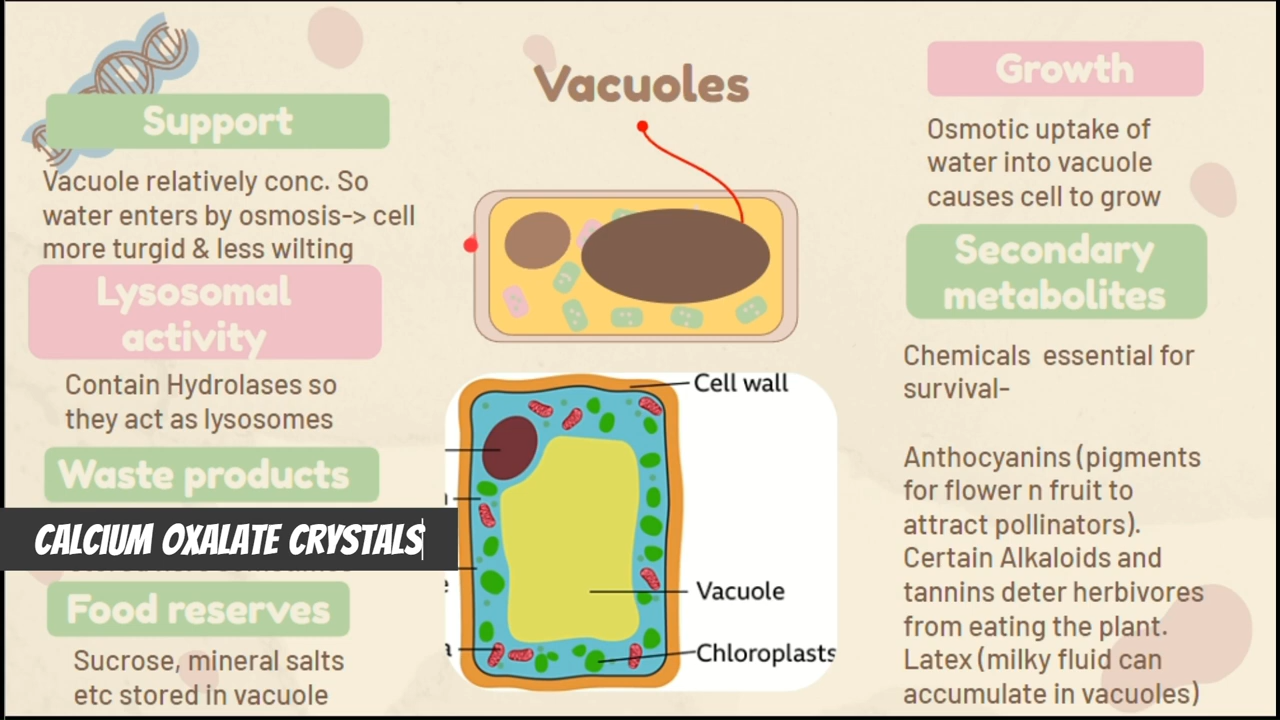 Vacuoles
Support
Vacuole relatively conc. So
water enters by osmosis-> cell
more turgid & less wilting
Lysosomal
activity
Contain Hydrolases so
they act as lysosomes
Waste products
CALCIUM OXALATE CRYSTALS
Food reserves
Sucrose, mineral salts
etc stored in vacuole
Cell wall
Vacuole
Chloroplasts
Growth
Osmotic uptake of
water into vacuole
causes cell to grow
Secondary
metabolites
Chemicals essential for
survival-
Anthocyanins (pigments
for flower n fruit to
attract pollinators).
Certain Alkaloids and
tannins deter herbivores
from eating the plant.
Latex (milky fluid can
accumulate in vacuoles)